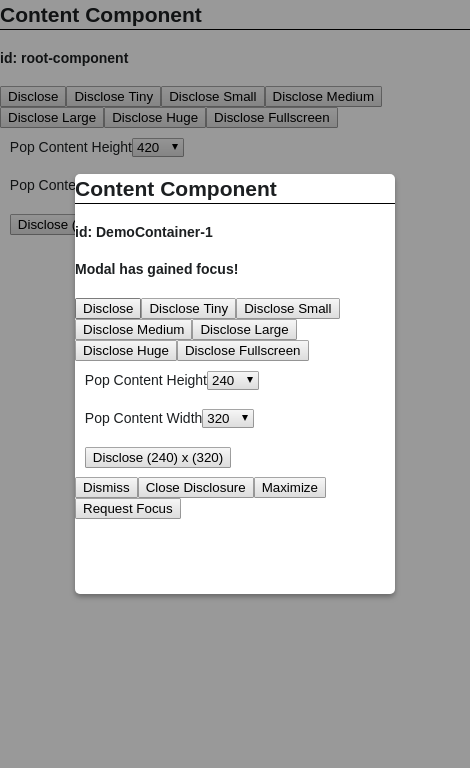 Content Component
id: root-component
Disclose Disclose Tiny Disclose Small Disclose Medium
Disclose Large Disclose Huge Disclose Fullscreen
Pop Content Height 420
Pop Conte
Disclose (
Content Component
id: DemoContainer-1
Modal has gained focus!
Disclose Disclose Tiny Disclose Small
Disclose Medium Disclose Large
Disclose Huge Disclose Fullscreen
Pop Content Height 240
Pop Content Width 320
Disclose (240) x (320)
Dismiss Close Disclosure Maximize
Request Focus